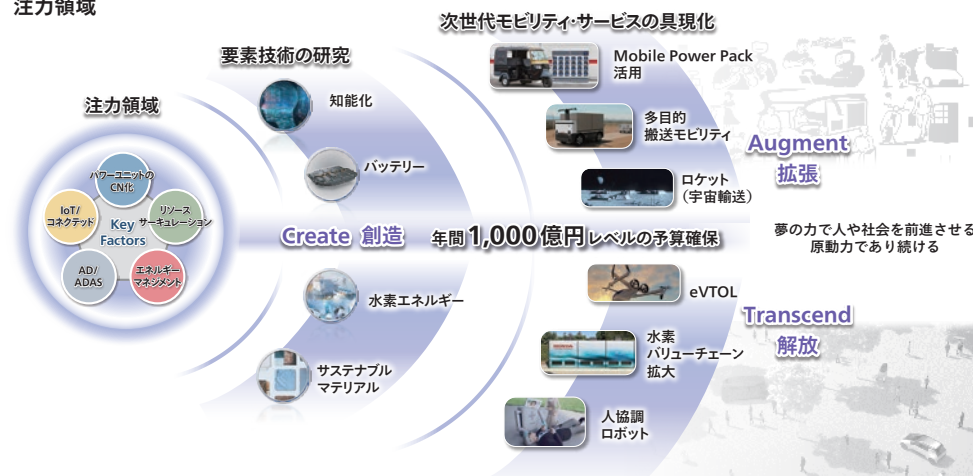 注力領域
次世代モビリティ・サービスの具現化
要素技術の研究
注力領域
パワーユニットの
CN化
IoT/
コネクテッド
リソース
サーキュレーション
Key
Factors
AD/
ADAS
エネルギー
マネジメント
知能化
バッテリー
Create 創造
水素エネルギー
サステナブル
マテリアル
年間1,000億円レベルの予算確保
Mobile Power Pack
活用
多目的
搬送モビリティ
ロケット
（宇宙輸送）
eVTOL
水素
バリューチェーン
拡大
人協調
ロボット
Augment
拡張
夢の力で人や社会を前進させる
原動力であり続ける
Transcend
解放